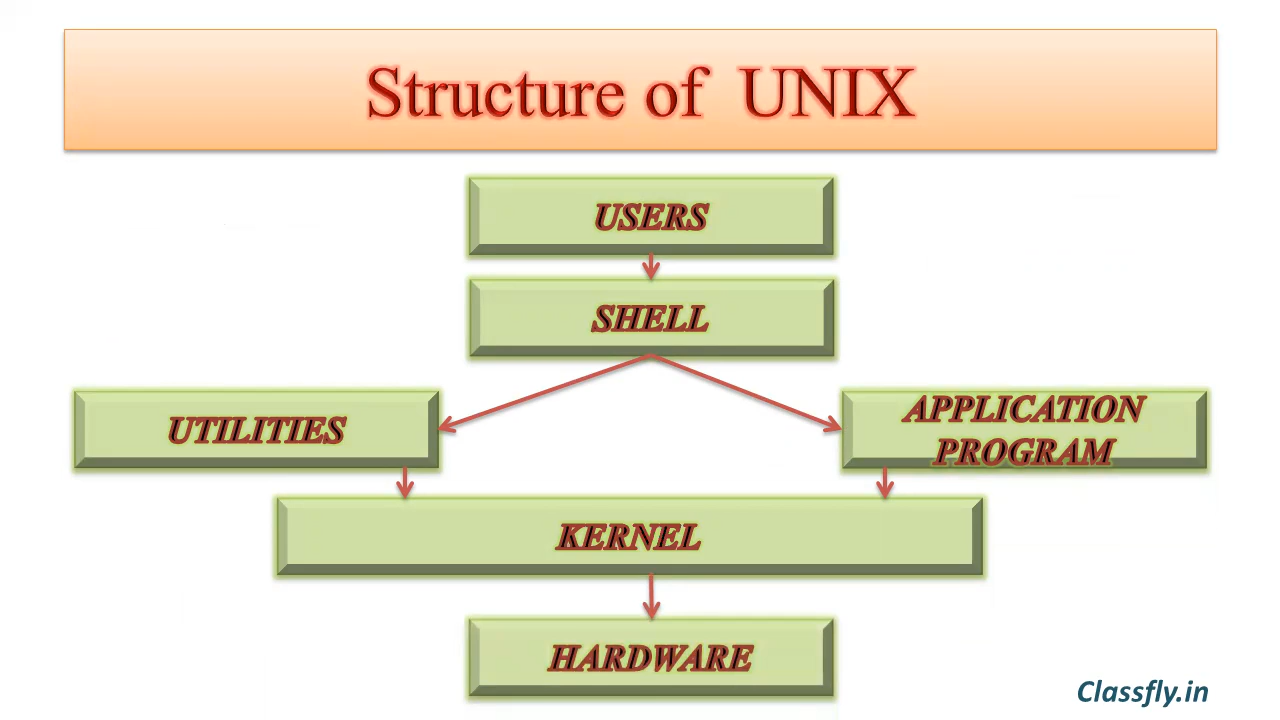 Structure of UNIX
USERS
SHELL
UTILITIES
APPLICATION
PROGRAM
KERNEL
HARDWARE
Classfly.in